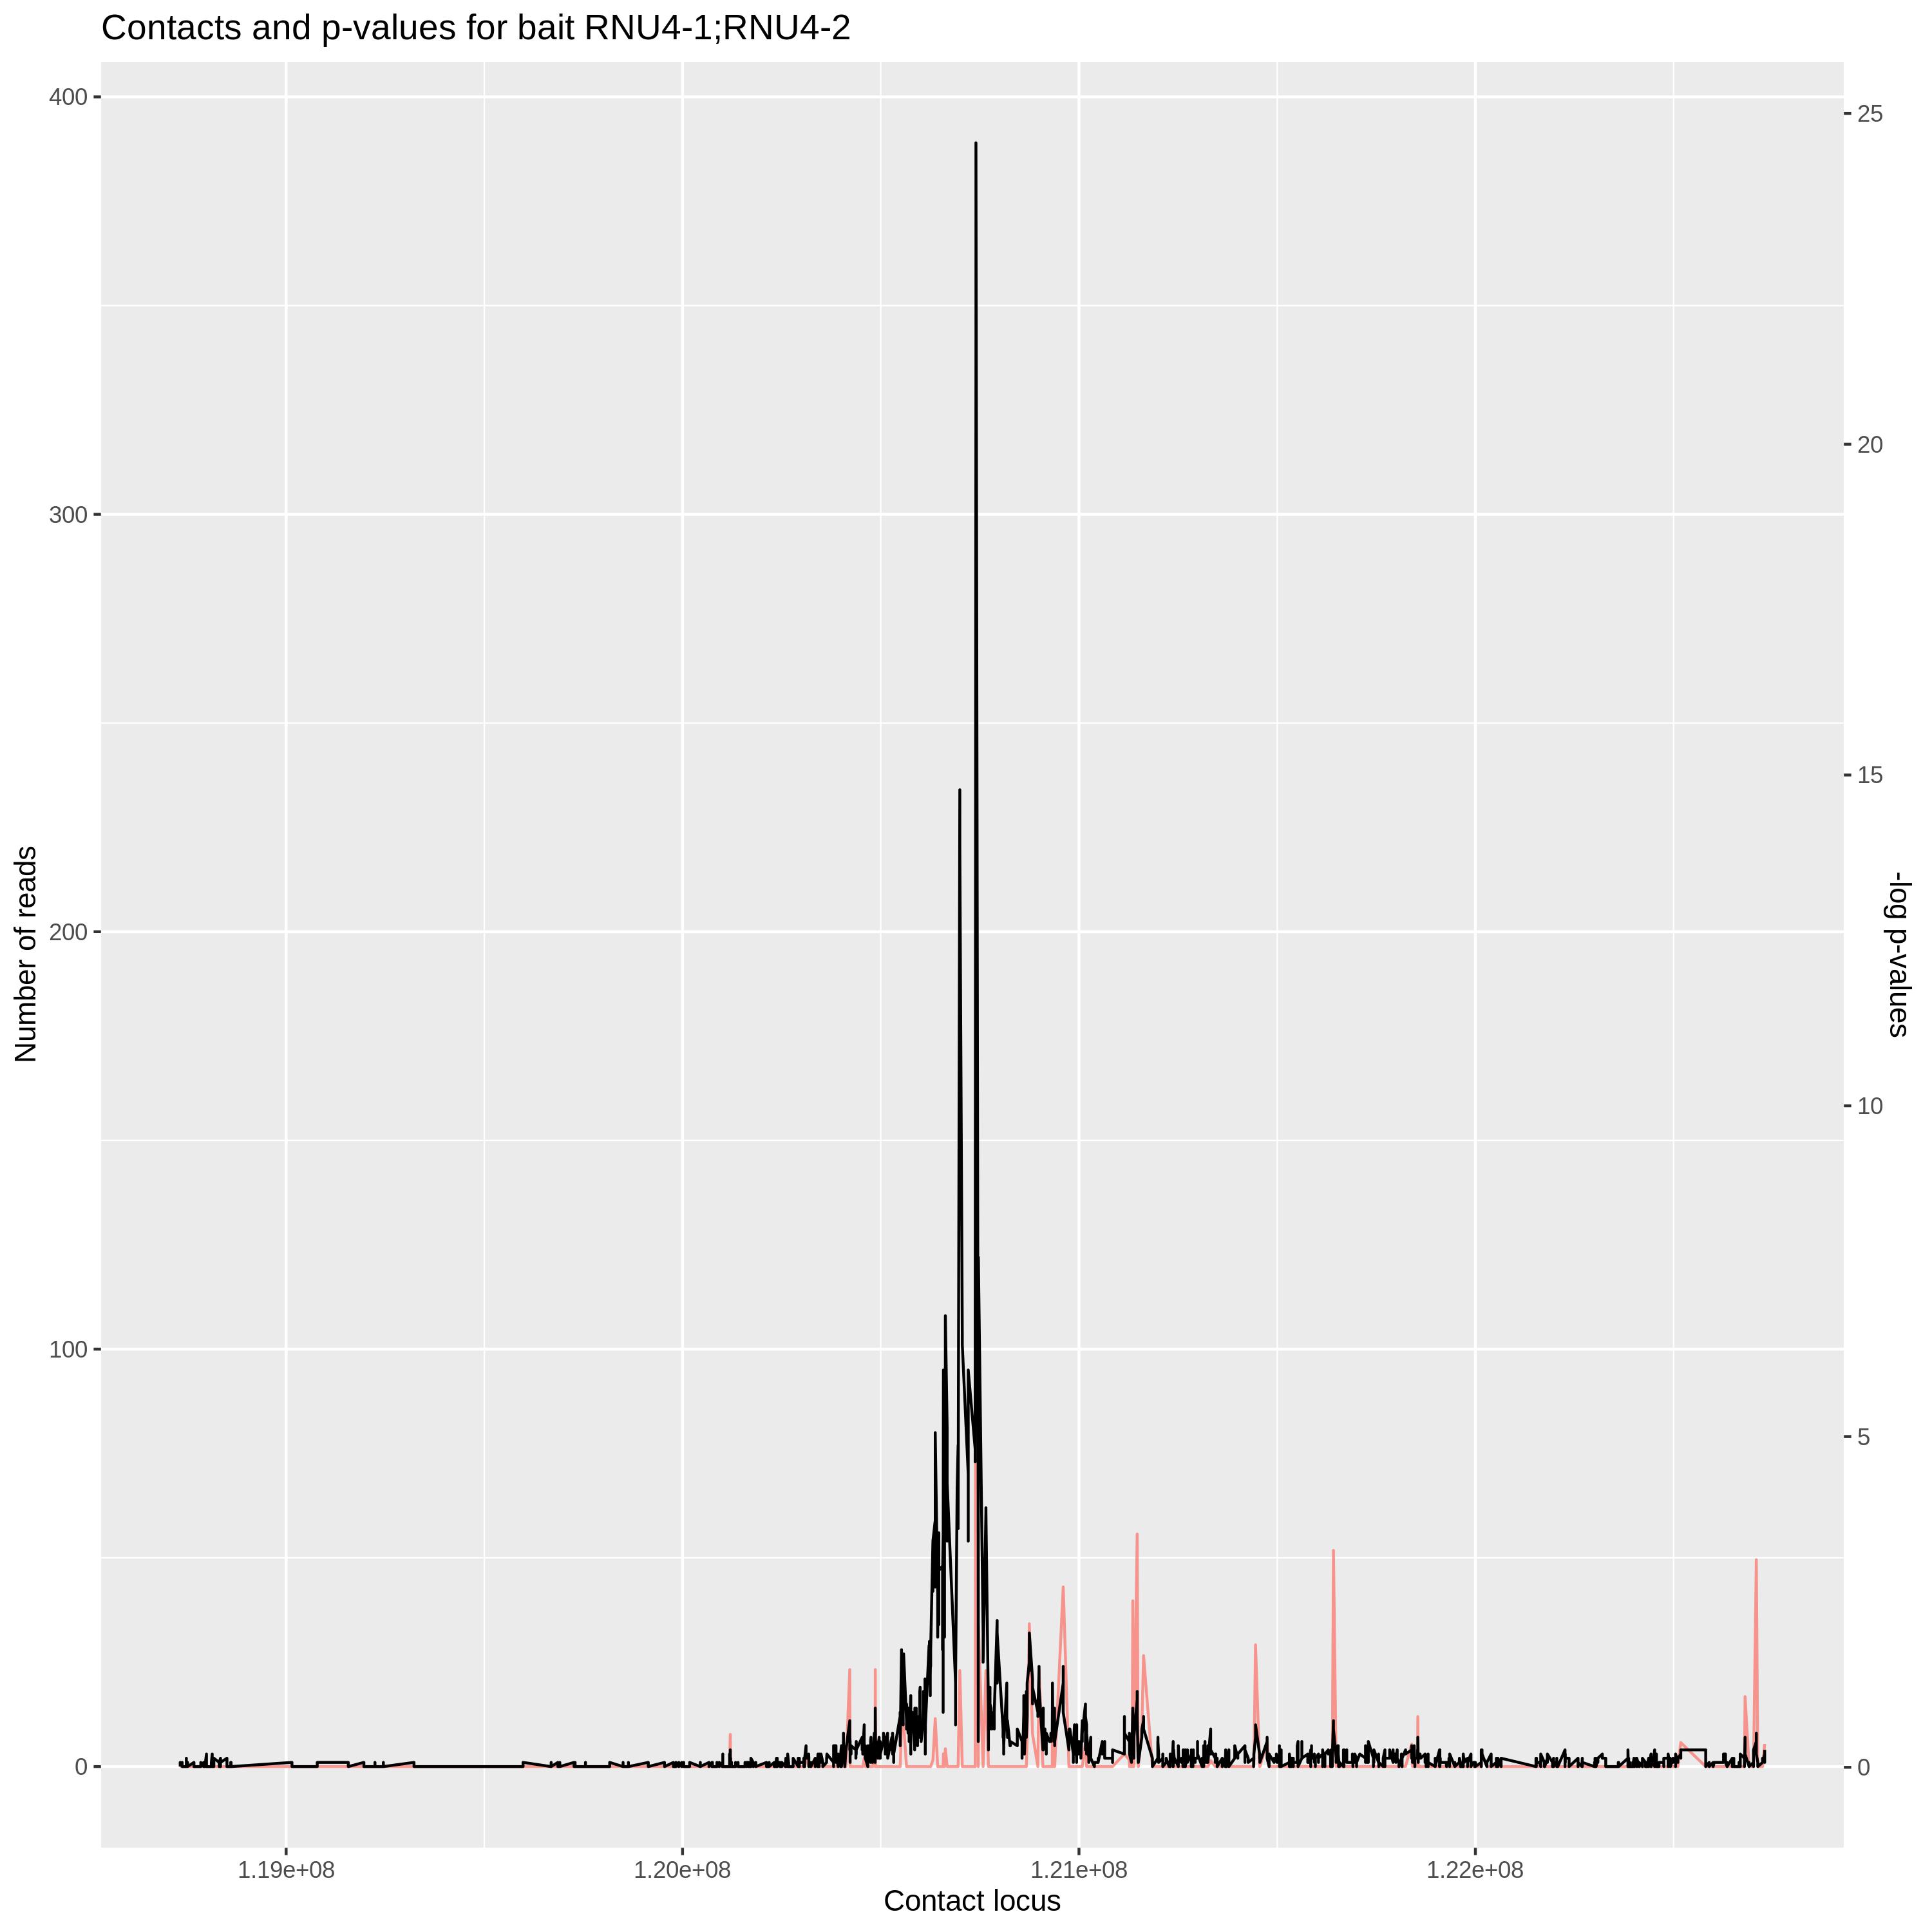 Contacts and p-values for bait RNU4-1;RNU4-2
400
300
200
100
0
25
20
15
10
5
0
Number of reads
-log p-values
1.19e+08 1.20e+08 1.21e+08 1.22e+08
Contact locus